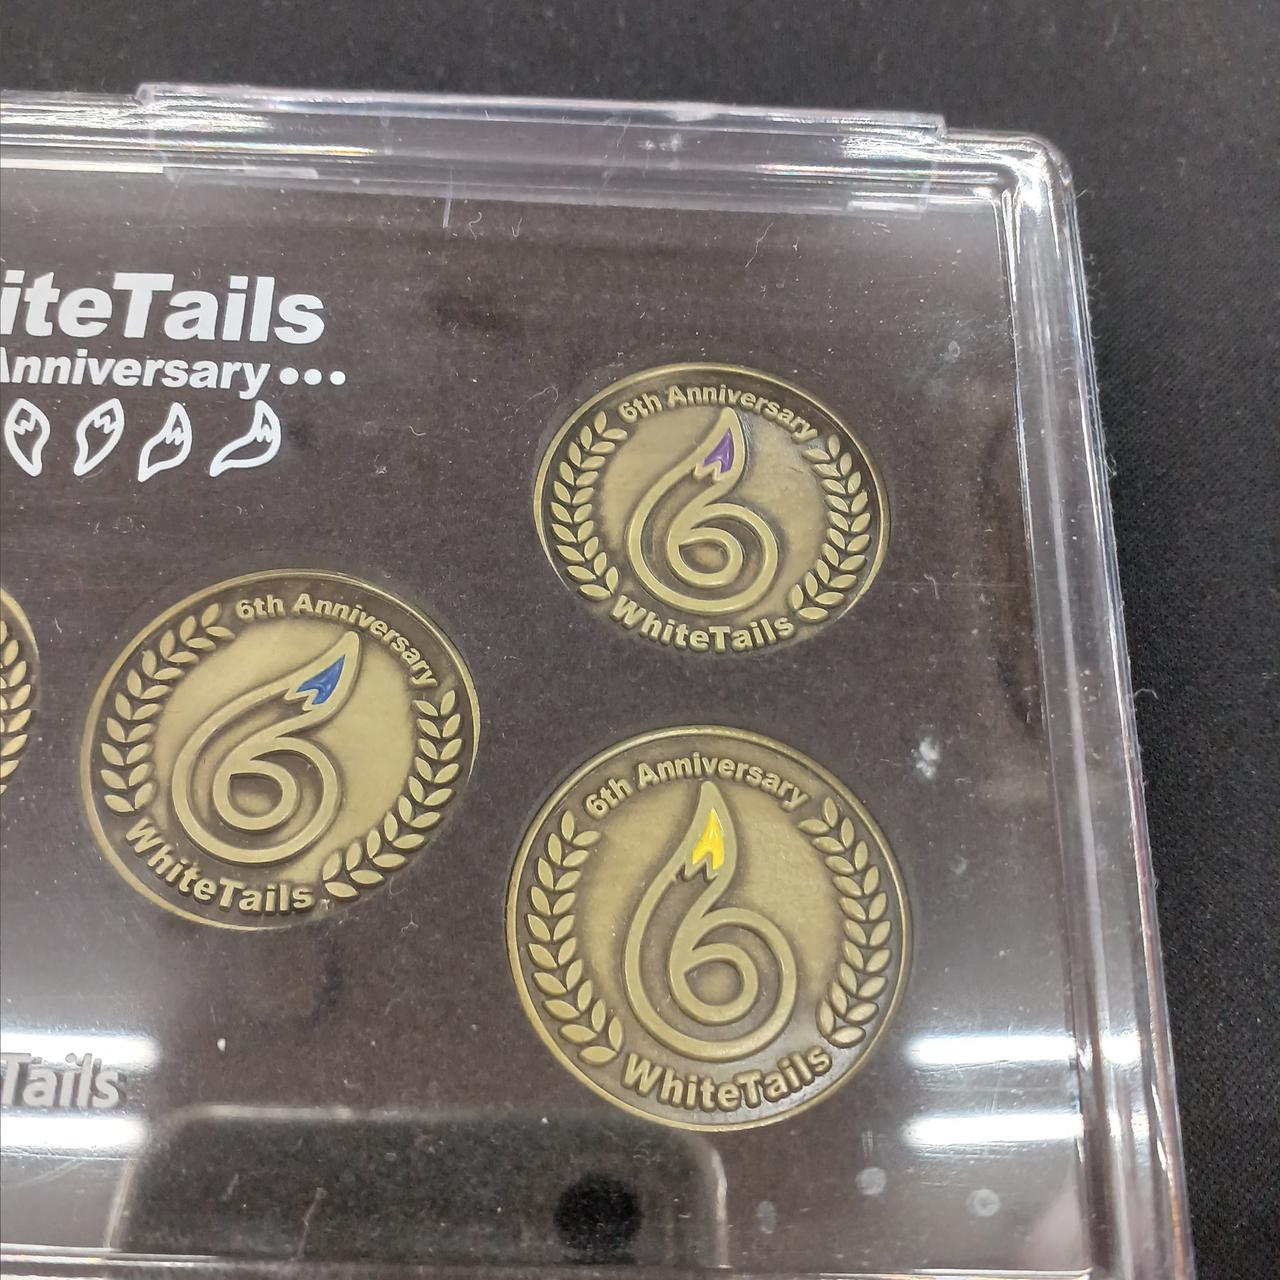 iteTails
Anniversary •••
6th Anniversary
WhiteTails
6th Anniversary
WhiteTails
6th Anniversary
WhiteTails
Tails